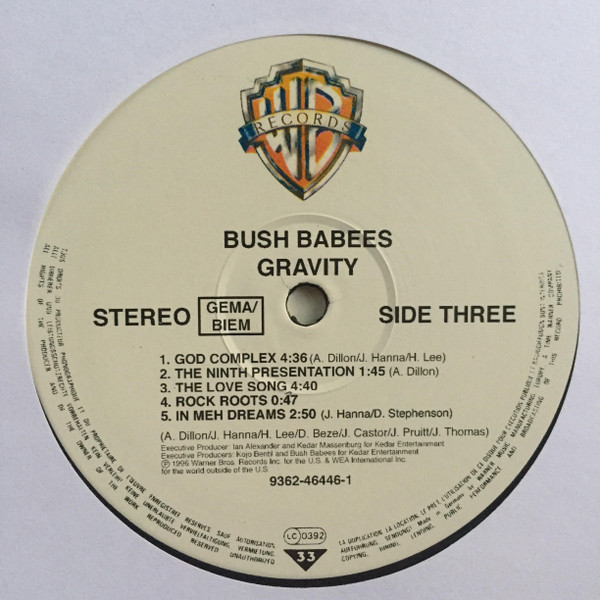 WB
RECORDS
BUSH BABEES
GRAVITY
STEREO
GEMA/
BIEM
SIDE THREE
1. GOD COMPLEX 4:36 (A. Dillon/J. Hanna/H. Lee)
2. THE NINTH PRESENTATION 1:45 (A. Dillon)
3. THE LOVE SONG 4:40
4. ROCK ROOTS 0:47
5. IN MEH DREAMS 2:50 (J. Hanna/D. Stephenson)
(A. Dillon/J. Hanna/H. Lee/D. Beze/J. Castor/J. Pruitt/J. Thomas)
Executive Producer: Ian Alexander and Kedar Massenburg for Kedar Entertainment
Executive Producers: Kojo Bentil and Bush Babees for Kedar Entertainment
℗ 1996 Warner Bros. Records Inc. for the U.S. & WEA International Inc.
for the world outside of the U.S
9362-46446-1
LC 0392
33